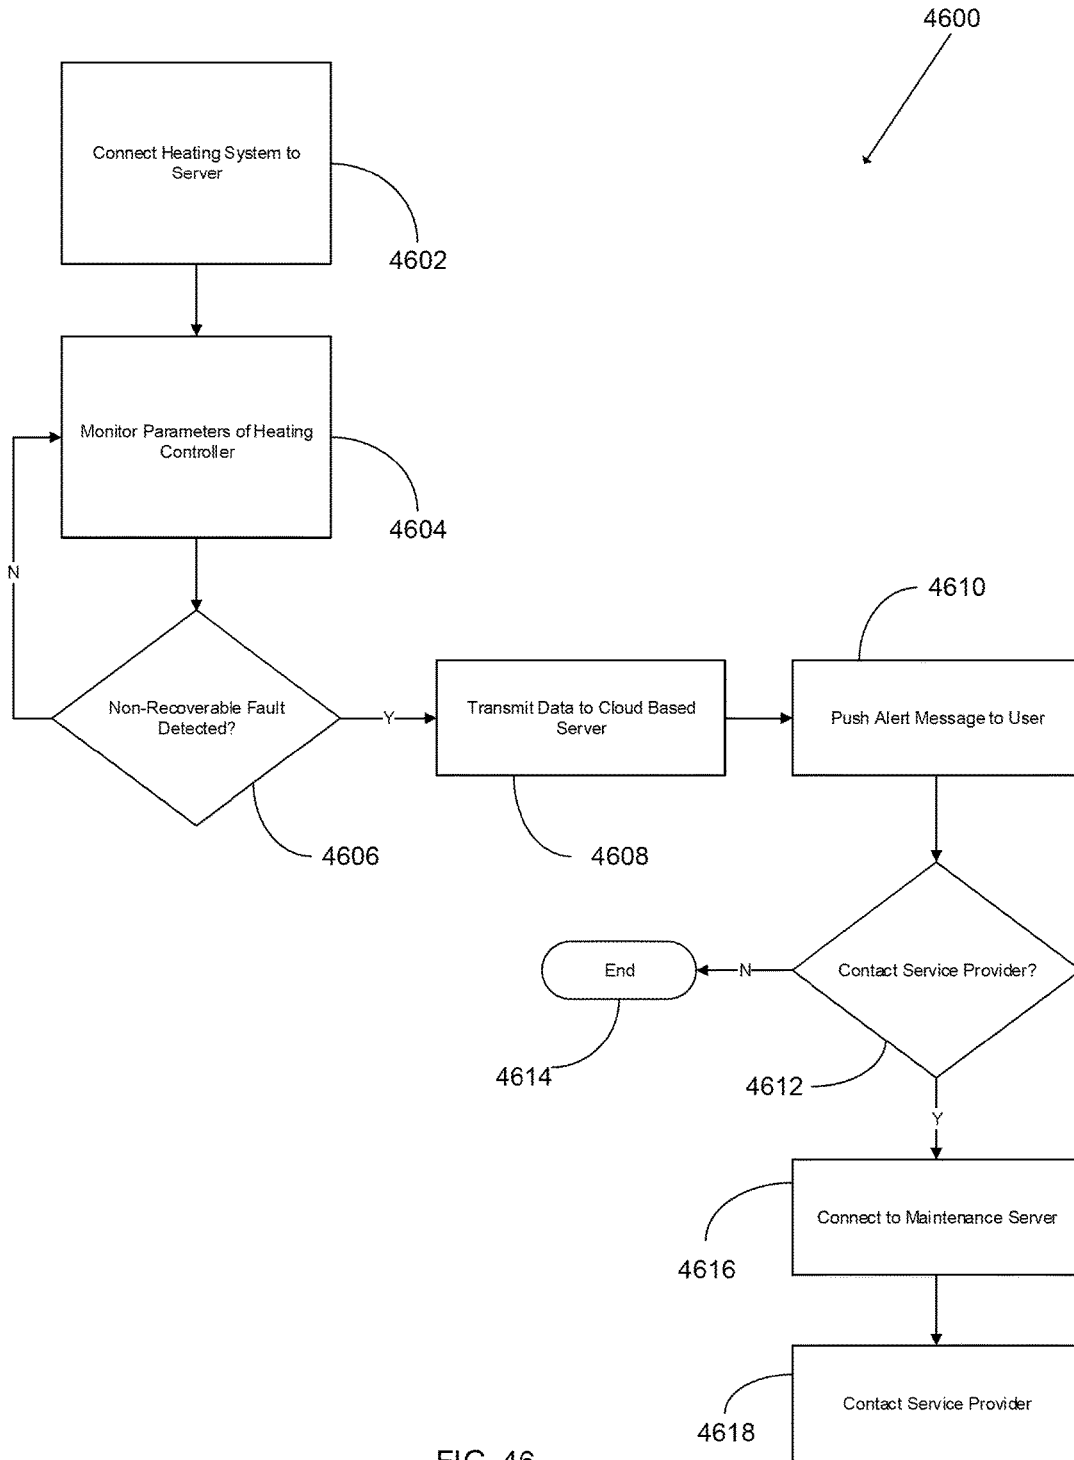 4600
Connect Heating System to
Server
4602
Monitor Parameters of Heating
Controller
4604
N
Non-Recoverable Fault
Detected?
4606
Y
Transmit Data to Cloud Based
Server
4608
4610
Push Alert Message to User
Contact Service Provider?
4612
N
End
4614
Y
Connect to Maintenance Server
4616
Contact Service Provider
4618
FIG. 46